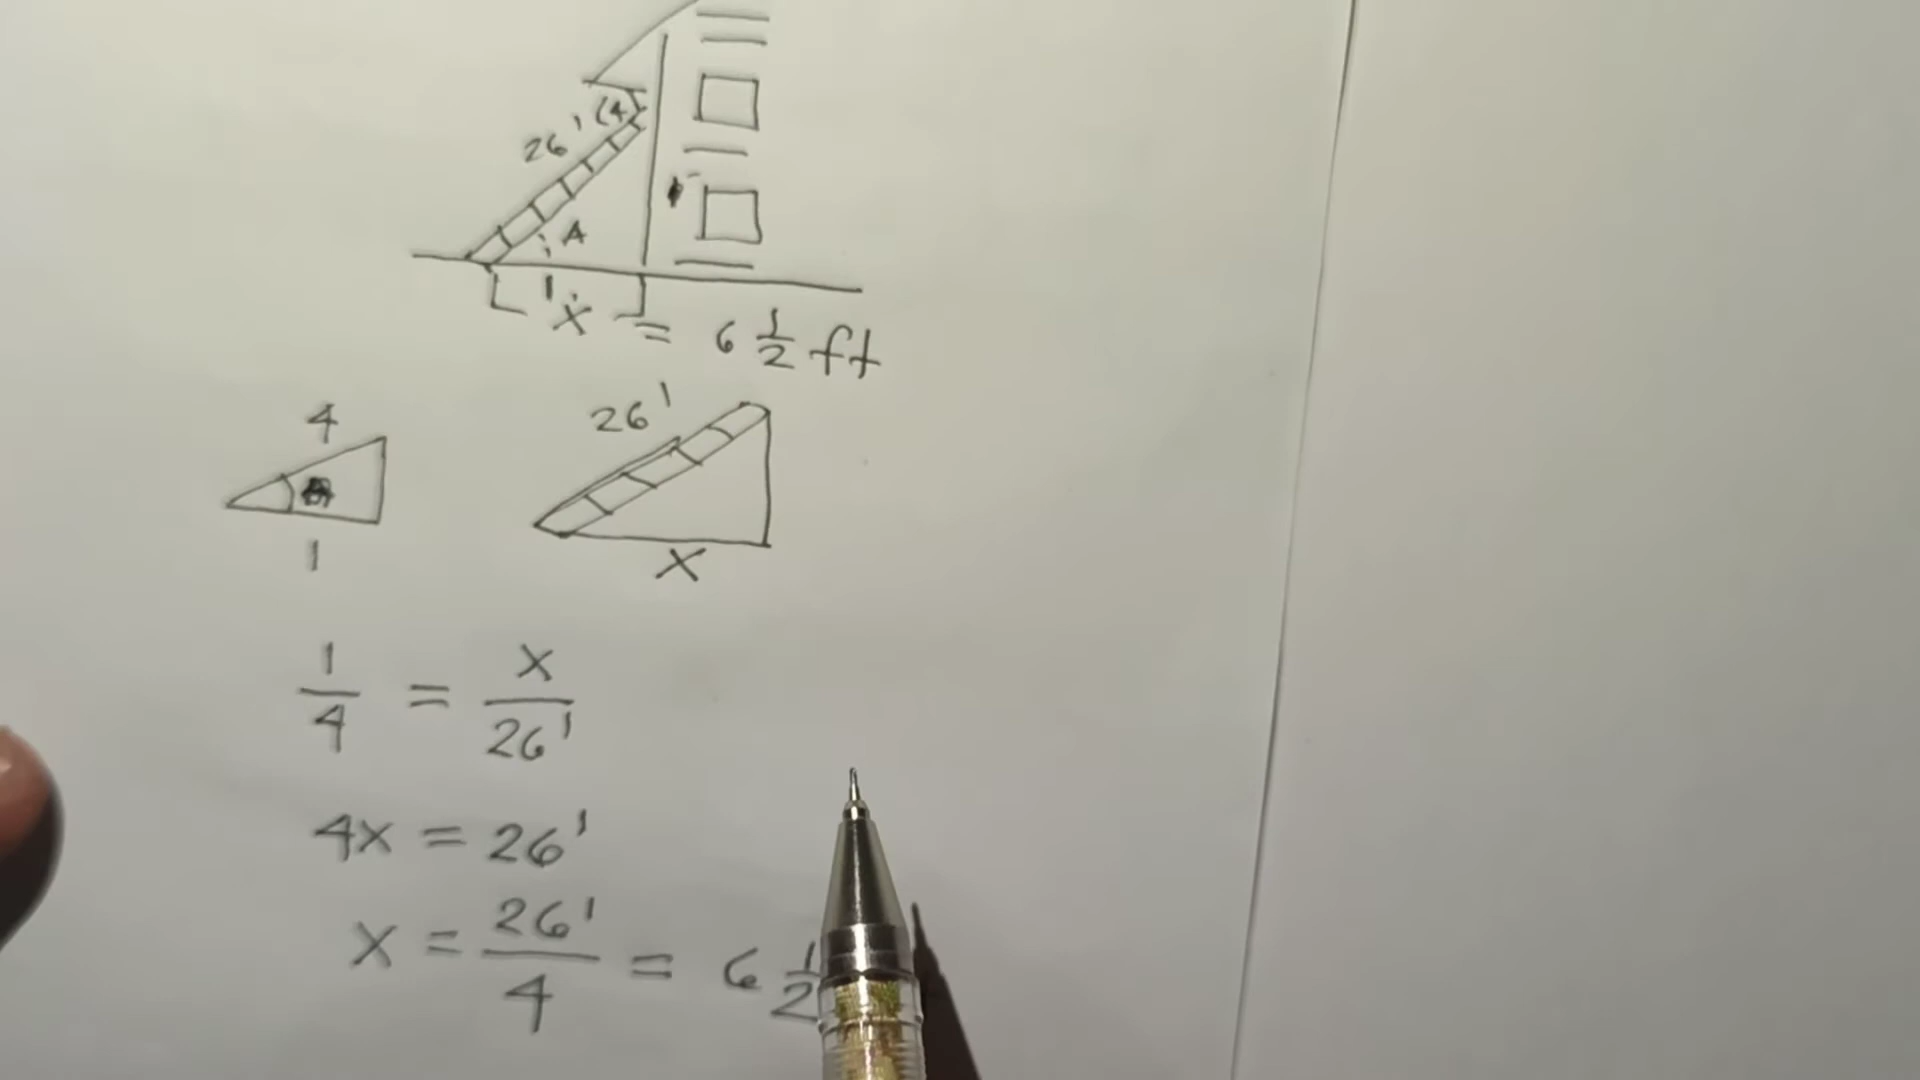 26' (4
4
1
X = 6 1/2 ft
4
26'
1
X
1/4 = X/26'
4X = 26'
X = 26'/4 = 6 1/2